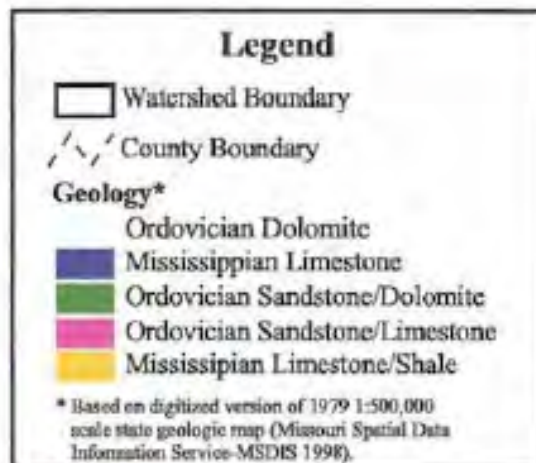 Legend
Watershed Boundary
County Boundary
Geology*
Ordovician Dolomite
Mississippian Limestone
Ordovician Sandstone/Dolomite
Ordovician Sandstone/Limestone
Mississipian Limestone/Shale
* Based on digitized version of 1979 1:500,000
scale state geologic map (Missouri Spatial Data
Information Service-MSDIS 1998).